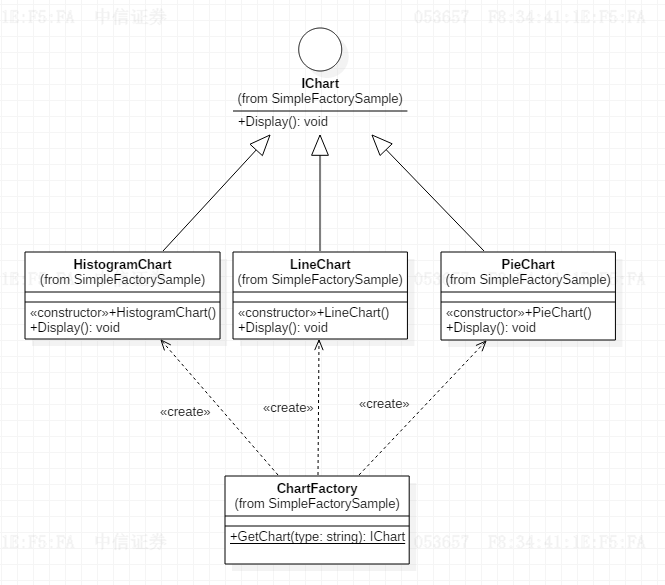 1E:F5:FA 中信证券
053657 F8:34:41:1E:F5:FA
IChart
(from SimpleFactorySample)
+Display(): void
HistogramChart
(from SimpleFactorySample)
«constructor»+HistogramChart()
+Display(): void
LineChart
(from SimpleFactorySample)
«constructor»+LineChart()
+Display(): void
PieChart
(from SimpleFactorySample)
«constructor»+PieChart()
+Display(): void
«create»
«create»
«create»
ChartFactory
(from SimpleFactorySample)
+GetChart(type: string): IChart
1E:F5:FA 中信证券
053657 F8:34:41:1E:F5:FA